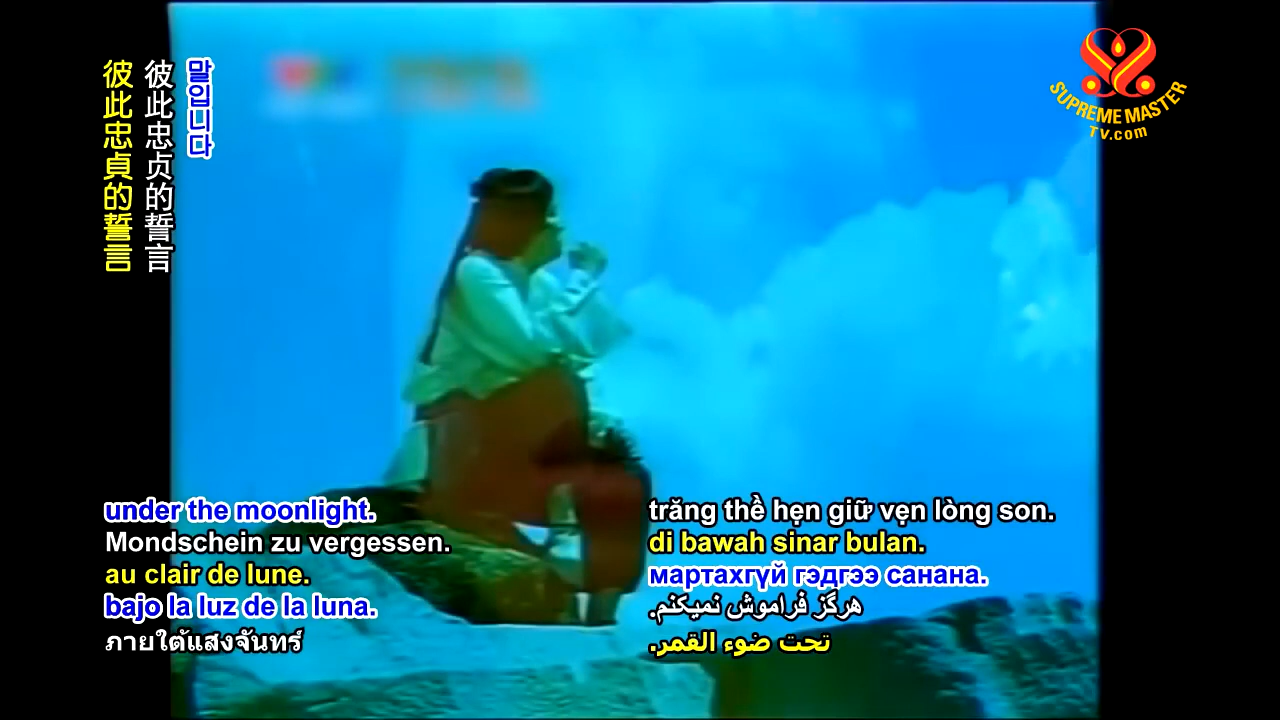 말입니다
彼此忠贞的誓言
彼此忠貞的誓言
SUPREME MASTER
Tv.com
under the moonlight.
Mondschein zu vergessen.
au clair de lune.
bajo la luz de la luna.
ภายใต้แสงจันทร์
trăng thề hẹn giữ vẹn lòng son.
di bawah sinar bulan.
мартахгүй гэдгээ санана.
هرگز فراموش نمیکنم.
تحت ضوء القمر.